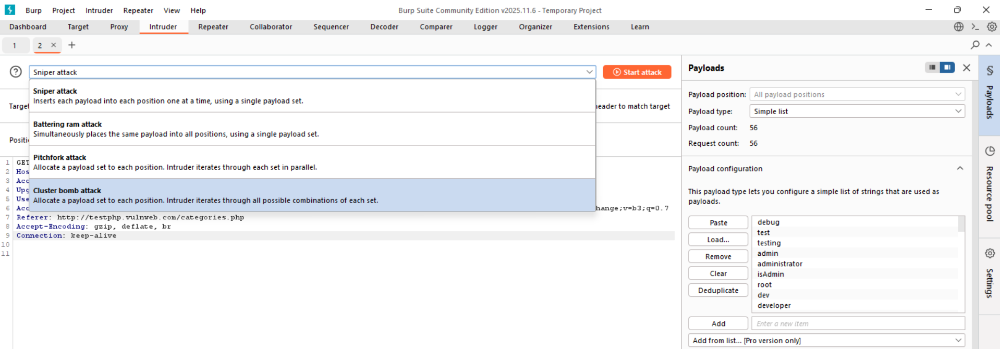 Burp Project Intruder Repeater View Help
Burp Suite Community Edition v2025.11.6 - Temporary Project
Dashboard Target Proxy Intruder Repeater Collaborator Sequencer Decoder Comparer Logger Organizer Extensions Learn
1 2 × +
Sniper attack
Start attack
Sniper attack
Inserts each payload into each position one at a time, using a single payload set.
Battering ram attack
Simultaneously places the same payload into all positions, using a single payload set.
Pitchfork attack
Allocate a payload set to each position. Intruder iterates through each set in parallel.
Cluster bomb attack
Allocate a payload set to each position. Intruder iterates through all possible combinations of each set.
Targe
eader to match target
Positi
1 GET
2 Hos
3 Acc
4 Upg
5 Use
6 Acc hange;v=b3;q=0.7
7 Referer: http://testphp.vulnweb.com/categories.php
8 Accept-Encoding: gzip, deflate, br
9 Connection: keep-alive
10
11
Payloads
Payload position: All payload positions
Payload type: Simple list
Payload count: 56
Request count: 56
Payload configuration
This payload type lets you configure a simple list of strings that are used as
payloads.
Paste
Load...
Remove
Clear
Deduplicate
debug
test
testing
admin
administrator
isAdmin
root
dev
developer
Add Enter a new item
Add from list... [Pro version only]
§ Payloads
Resource pool
Settings